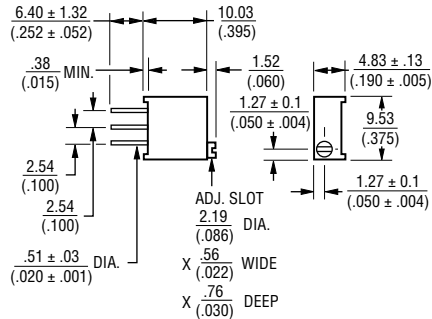 6.40 ± 1.32
(.252 ± .052)
10.03
(.395)
.38
(.015) MIN.
1.52
(.060)
4.83 ± .13
(.190 ± .005)
1.27 ± 0.1
(.050 ± .004)
9.53
(.375)
2.54
(.100)
2.54
(.100)
.51 ± .03
(.020 ± .001) DIA.
ADJ. SLOT
2.19
(.086) DIA.
X .56
(.022) WIDE
X .76
(.030) DEEP
1.27 ± 0.1
(.050 ± .004)